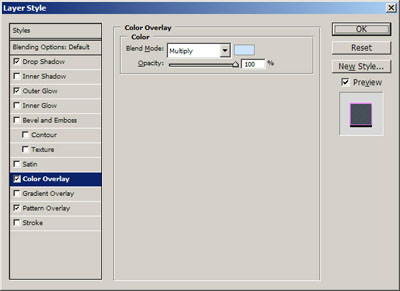 Layer Style
Styles
Blending Options: Default
Drop Shadow
Inner Shadow
Outer Glow
Inner Glow
Bevel and Emboss
Contour
Texture
Satin
Color Overlay
Gradient Overlay
Pattern Overlay
Stroke
Color Overlay
Color
Blend Mode: Multiply
Opacity: 100 %
OK
Reset
New Style...
Preview